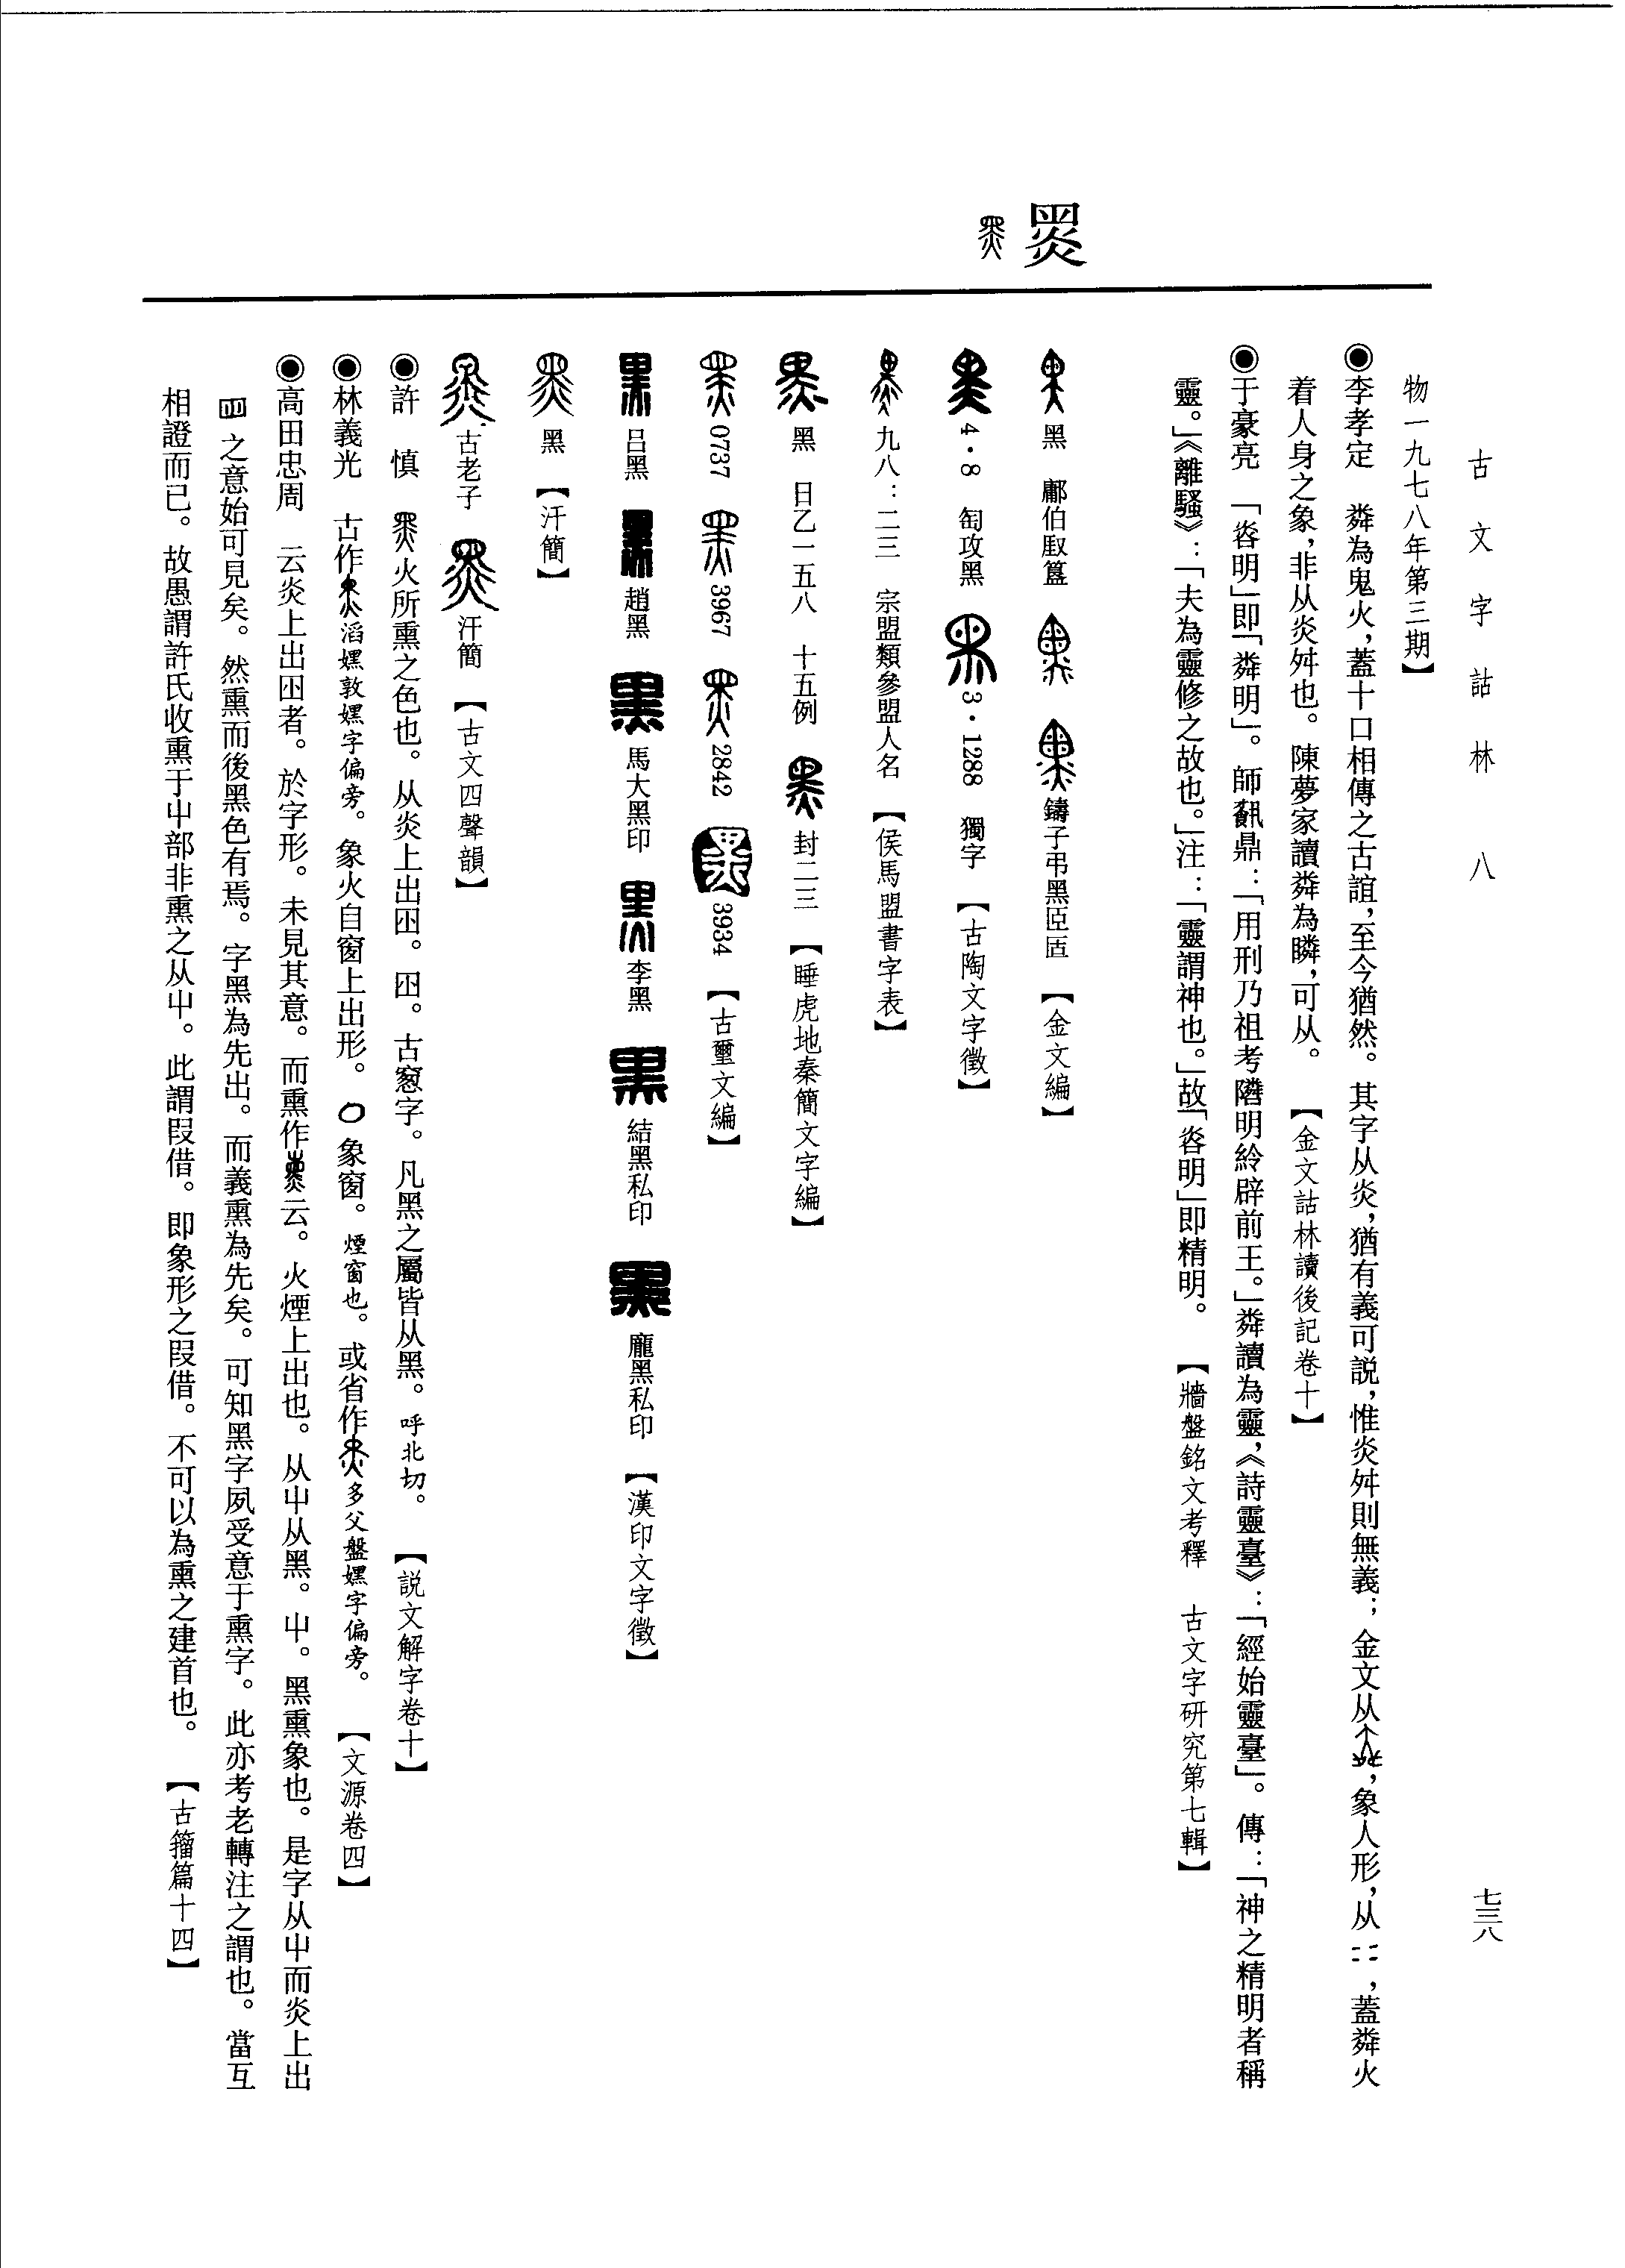 古文字詁林 八
七三八
物一九七八年第三期】
◉李孝定 粦為鬼火，蓋十口相傳之古誼，至今猶然。其字从炎，猶有義可説，惟炎舛則無義；金文从，象人形，从，蓋粦火
着人身之象，非从炎舛也。陳夢家讀粦為瞵，可从。 【金文詁林讀後記卷十】
◉于豪亮 「㷠明」即「粦明」。師𩛥鼎：「用刑乃祖考隣明紷辟前王。」粦讀為靈，《詩靈臺》：「經始靈臺」。傳：「神之精明者稱
靈。」《離騷》：「夫為靈修之故也。」注：「靈謂神也。」故「㷠明」即精明。 【牆盤銘文考釋 古文字研究第七輯】
黑
黑 鄘伯𠭯簋 鑄子弔黑𦣞匜 【金文編】
4・8 匋攻黑 3・1288 獨字 【古陶文字徵】
九八：二三 宗盟類參盟人名 【侯馬盟書字表】
黑 日乙一五八 十五例 封二三 【睡虎地秦簡文字編】
0737 3967 2842 3934 【古璽文編】
吕黑 趙黑 馬大黑印 李黑 結黑私印 龐黑私印 【漢印文字徵】
黑 【汗簡】
古老子 汗簡 【古文四聲韻】
◉許 慎 火所熏之色也。从炎上出囱。囱。古窻字。凡黑之屬皆从黑。呼北切。 【説文解字卷十】
◉林義光 古作滔嫼敦嫼字偏旁。象火自窗上出形。象窗。煙窗也。或省作多父盤嫼字偏旁。 【文源卷四】
◉高田忠周 云炎上出囱者。於字形。未見其意。而熏作云。火煙上出也。从屮从黑。屮。黑熏象也。是字从屮而炎上出
之意始可見矣。然熏而後黑色有焉。字黑為先出。而義熏為先矣。可知黑字夙受意于熏字。此亦考老轉注之謂也。當互
相證而已。故愚謂許氏收熏于屮部非熏之从屮。此謂叚借。即象形之叚借。不可以為熏之建首也。 【古籀篇十四】